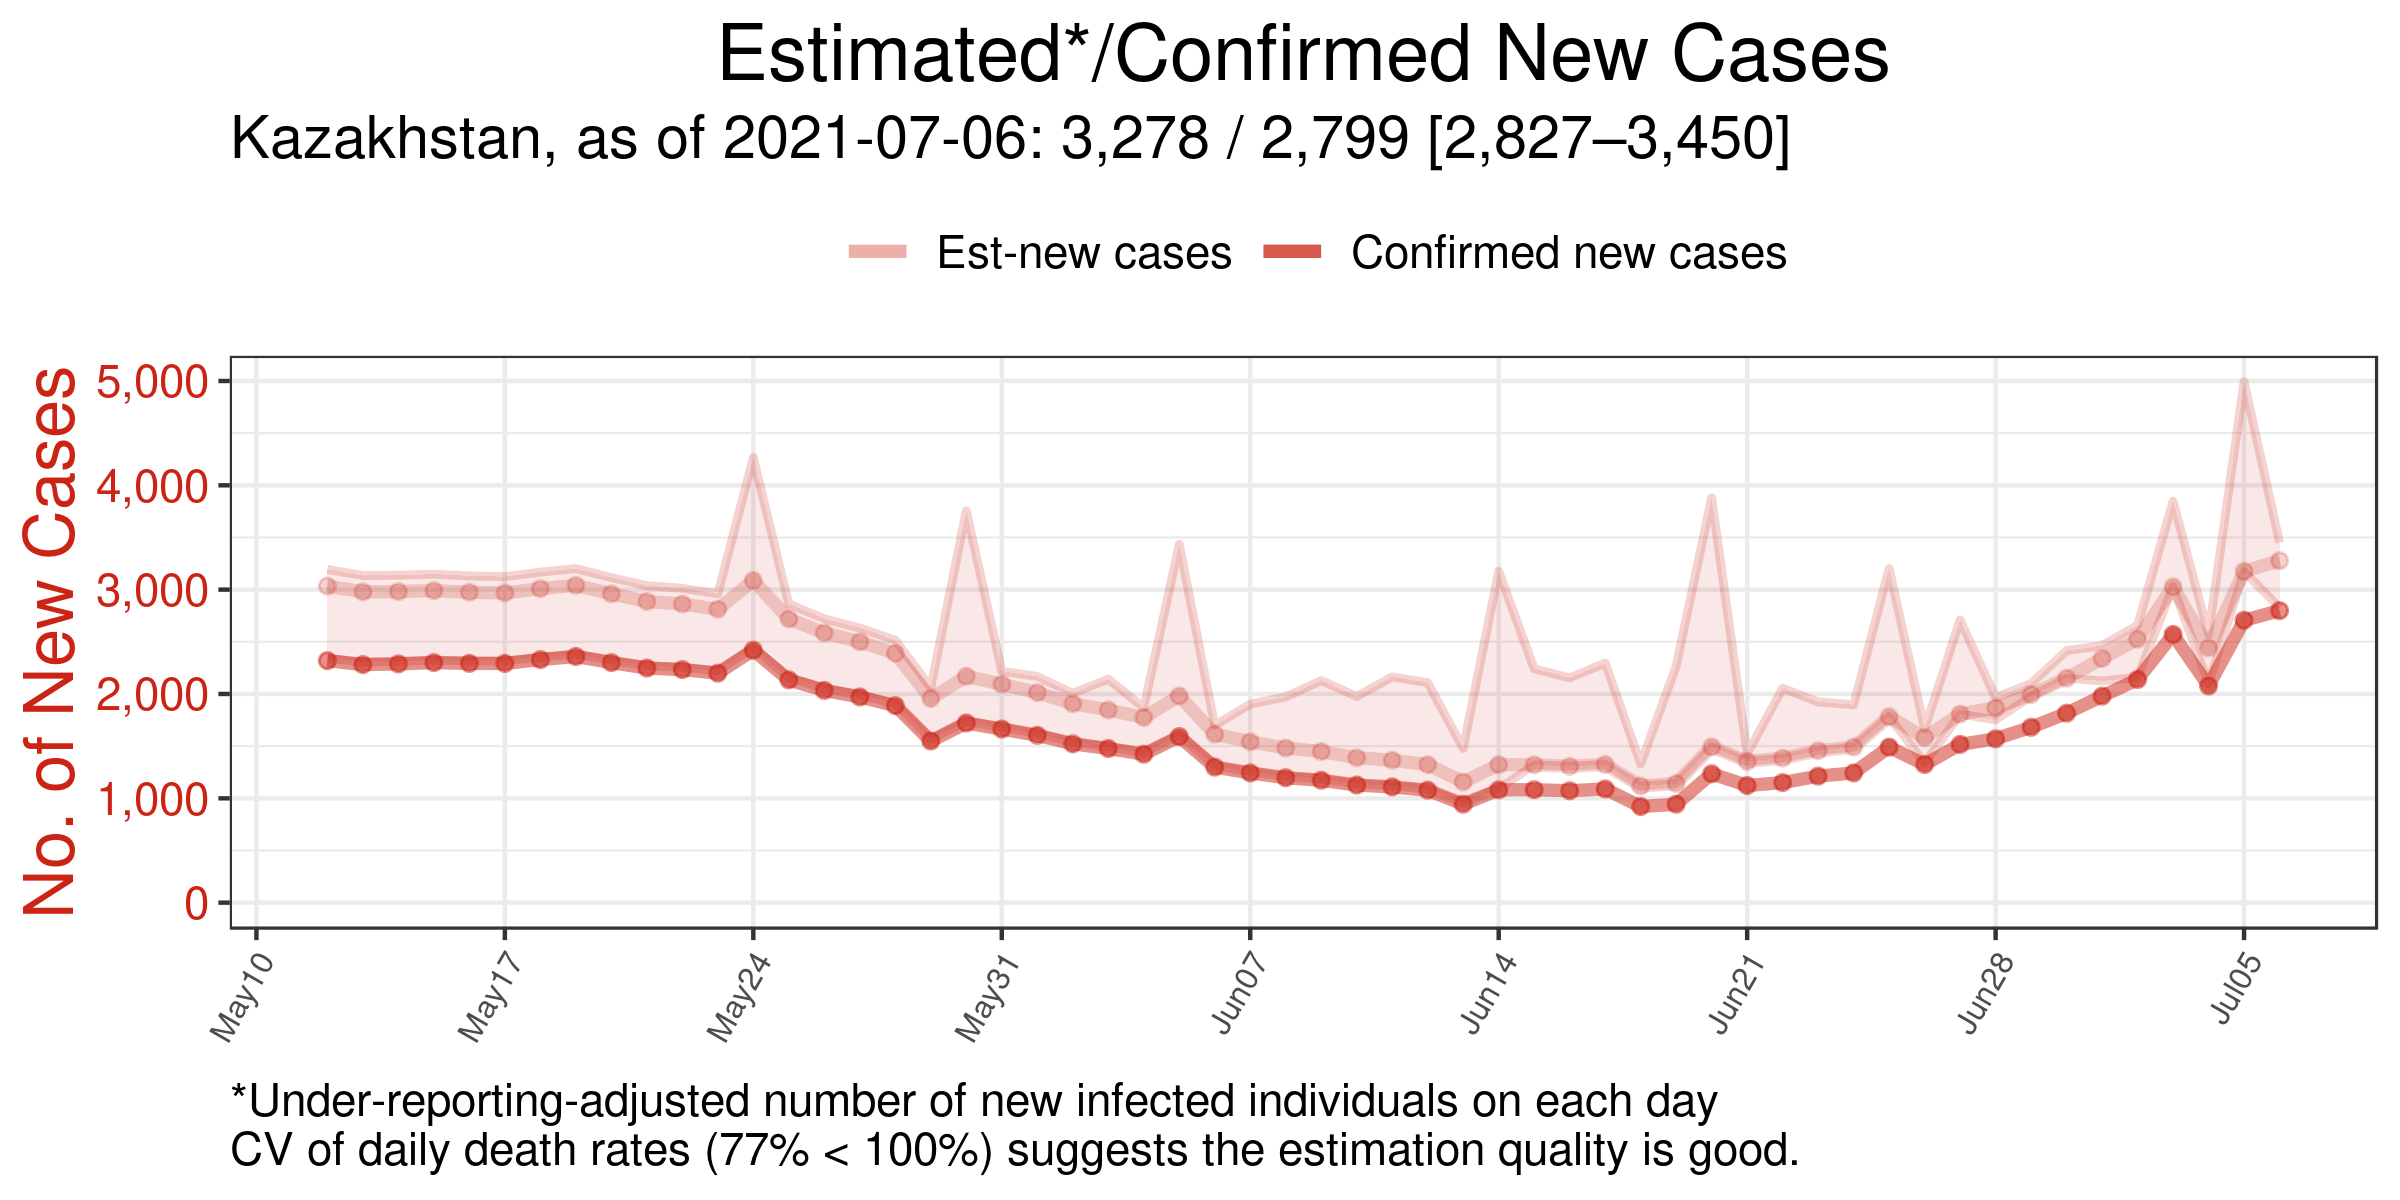 Estimated*/Confirmed New Cases
Kazakhstan, as of 2021-07-06: 3,278 / 2,799 [2,827–3,450]
Est-new cases
Confirmed new cases
No. of New Cases
5,000
4,000
3,000
2,000
1,000
0
May10
May17
May24
May31
Jun07
Jun14
Jun21
Jun28
Jul05
*Under-reporting-adjusted number of new infected individuals on each day
CV of daily death rates (77% < 100%) suggests the estimation quality is good.